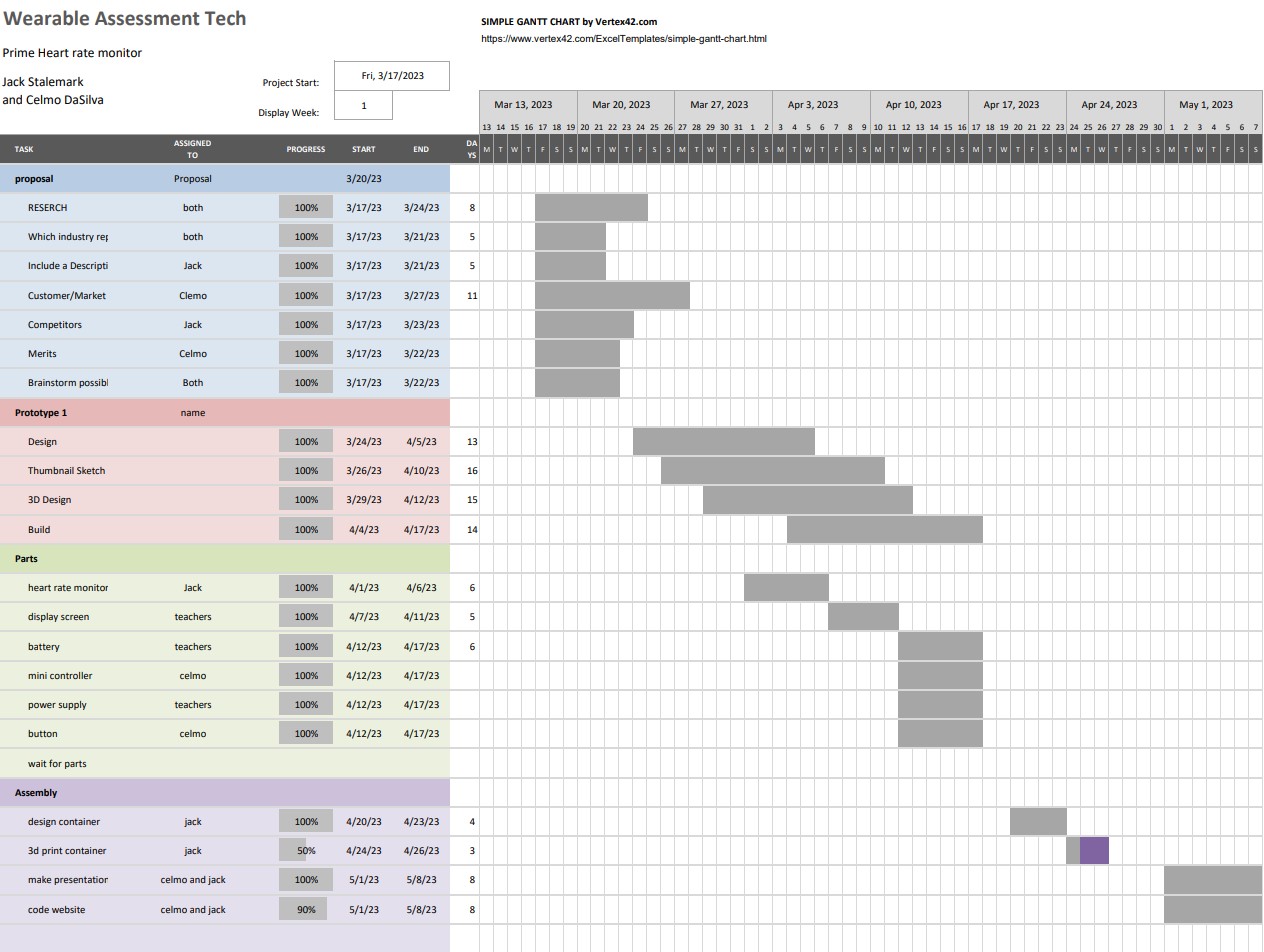 Wearable Assessment Tech
SIMPLE GANTT CHART by Vertex42.com
https://www.vertex42.com/ExcelTemplates/simple-gantt-chart.html
Prime Heart rate monitor
Jack Stalemark
and Celmo DaSilva
Project Start: Fri, 3/17/2023
Display Week: 1
Mar 13, 2023 Mar 20, 2023 Mar 27, 2023 Apr 3, 2023 Apr 10, 2023 Apr 17, 2023 Apr 24, 2023 May 1, 2023
13 14 15 16 17 18 19 20 21 22 23 24 25 26 27 28 29 30 31 1 2 3 4 5 6 7 8 9 10 11 12 13 14 15 16 17 18 19 20 21 22 23 24 25 26 27 28 29 30 1 2 3 4 5 6 7
TASK ASSIGNED TO PROGRESS START END DAYS M T W T F S S M T W T F S S M T W T F S S M T W T F S S M T W T F S S M T W T F S S M T W T F S S M T W T F S S
proposal Proposal 3/20/23
RESERCH both 100% 3/17/23 3/24/23 8
Which industry rep both 100% 3/17/23 3/21/23 5
Include a Descripti Jack 100% 3/17/23 3/21/23 5
Customer/Market Clemo 100% 3/17/23 3/27/23 11
Competitors Jack 100% 3/17/23 3/23/23
Merits Celmo 100% 3/17/23 3/22/23
Brainstorm possibl Both 100% 3/17/23 3/22/23
Prototype 1 name
Design 100% 3/24/23 4/5/23 13
Thumbnail Sketch 100% 3/26/23 4/10/23 16
3D Design 100% 3/29/23 4/12/23 15
Build 100% 4/4/23 4/17/23 14
Parts
heart rate monitor Jack 100% 4/1/23 4/6/23 6
display screen teachers 100% 4/7/23 4/11/23 5
battery teachers 100% 4/12/23 4/17/23 6
mini controller celmo 100% 4/12/23 4/17/23
power supply teachers 100% 4/12/23 4/17/23
button celmo 100% 4/12/23 4/17/23
wait for parts
Assembly
design container jack 100% 4/20/23 4/23/23 4
3d print container jack 50% 4/24/23 4/26/23 3
make presentation celmo and jack 100% 5/1/23 5/8/23 8
code website celmo and jack 90% 5/1/23 5/8/23 8